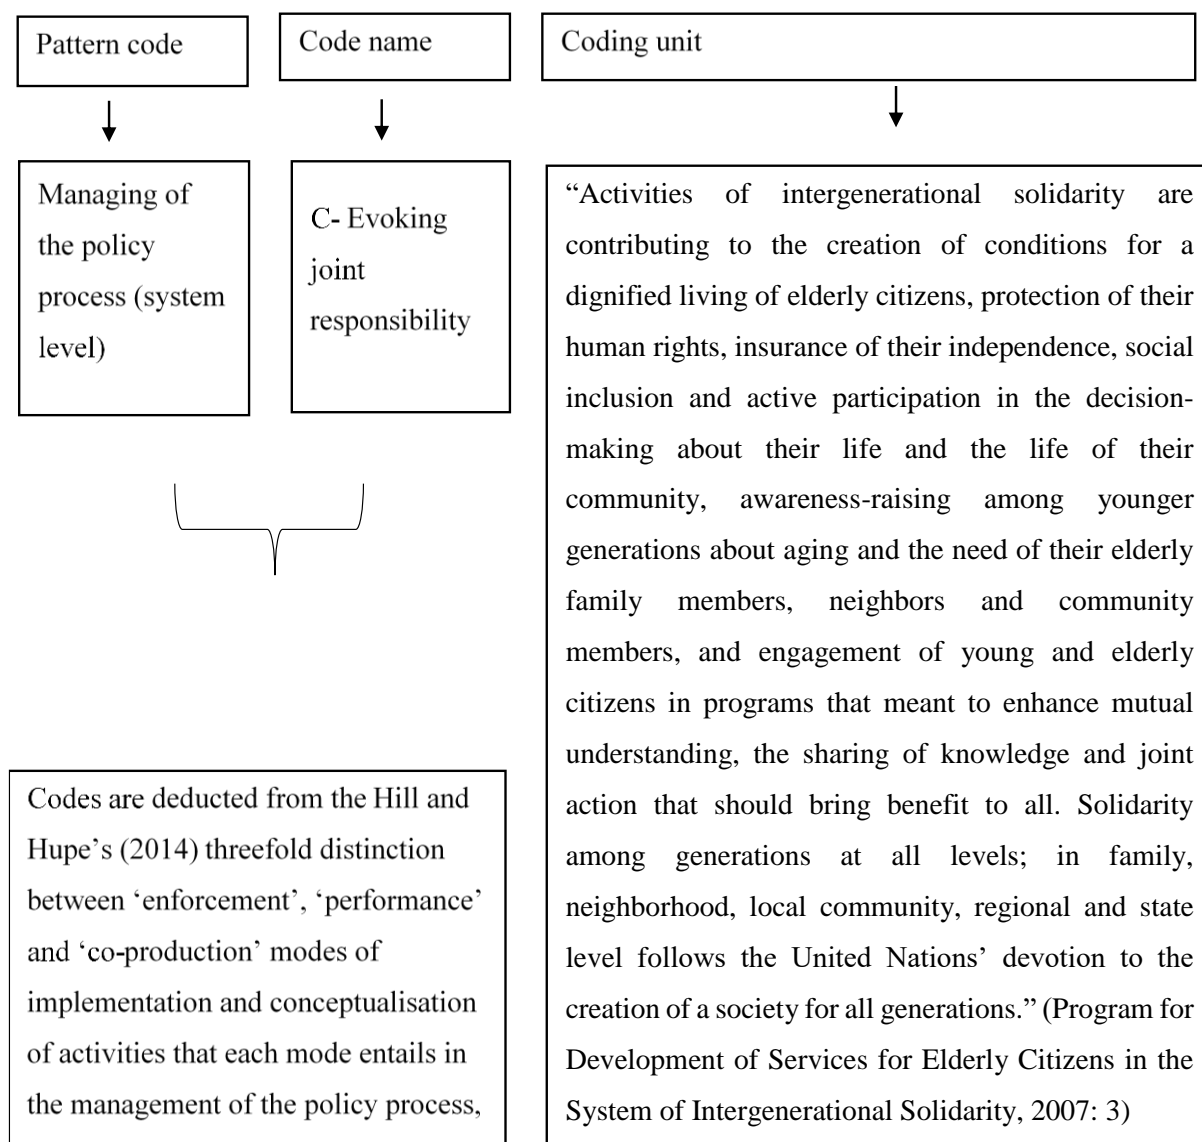 Pattern code
Code name
Coding unit
Managing of
the policy
process (system
level)
C- Evoking
joint
responsibility
“Activities of intergenerational solidarity are
contributing to the creation of conditions for a
dignified living of elderly citizens, protection of their
human rights, insurance of their independence, social
inclusion and active participation in the decision-
making about their life and the life of their
community, awareness-raising among younger
generations about aging and the need of their elderly
family members, neighbors and community
members, and engagement of young and elderly
citizens in programs that meant to enhance mutual
understanding, the sharing of knowledge and joint
action that should bring benefit to all. Solidarity
among generations at all levels; in family,
neighborhood, local community, regional and state
level follows the United Nations’ devotion to the
creation of a society for all generations.” (Program for
Development of Services for Elderly Citizens in the
System of Intergenerational Solidarity, 2007: 3)
Codes are deducted from the Hill and
Hupe’s (2014) threefold distinction
between ‘enforcement’, ‘performance’
and ‘co-production’ modes of
implementation and conceptualisation
of activities that each mode entails in
the management of the policy process,